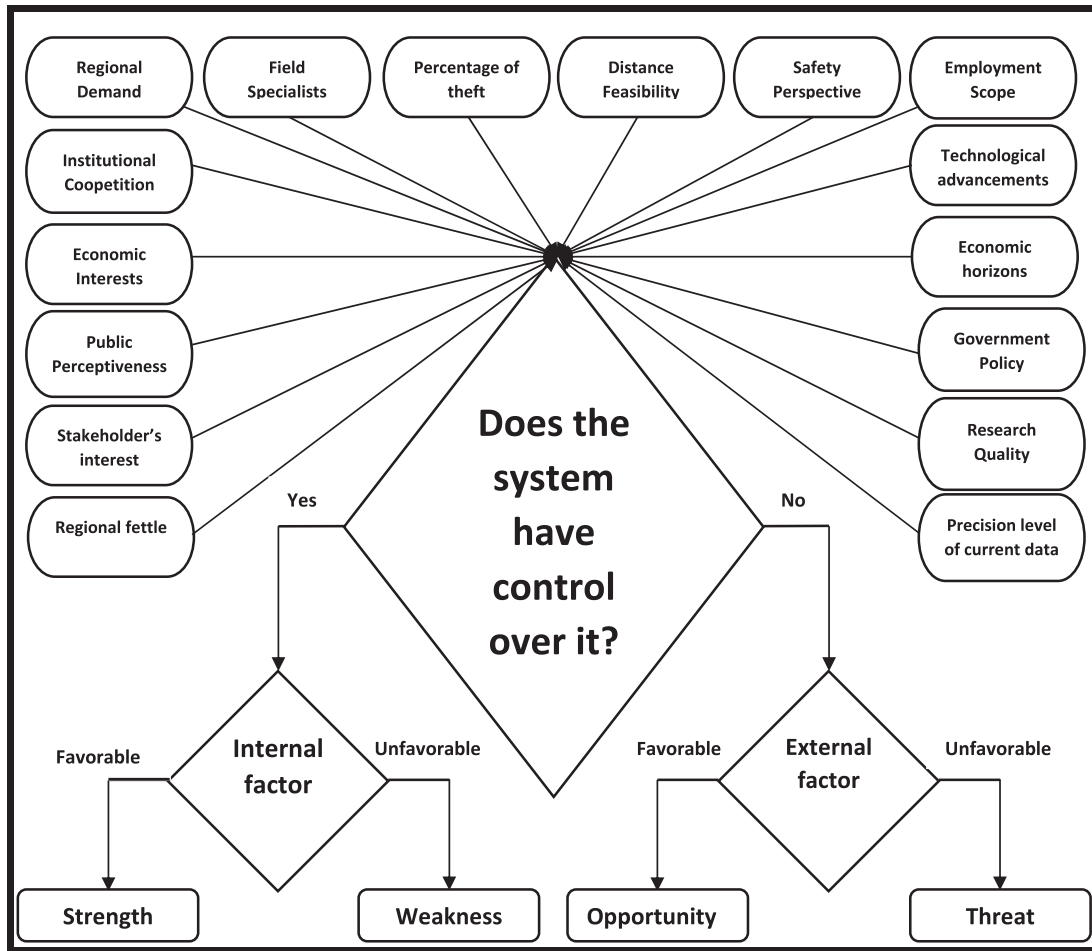 Regional
Demand
Field
Specialists
Percentage of
theft
Distance
Feasibility
Safety
Perspective
Employment
Scope
Institutional
Coopetition
Technological
advancements
Economic
Interests
Economic
horizons
Public
Perceptiveness
Government
Policy
Stakeholder's
interest
Research
Quality
Regional fettle
Precision level
of current data
Does the
system
have
control
over it?
Yes
No
Internal
factor
Favorable
Unfavorable
External
factor
Favorable
Unfavorable
Strength
Weakness
Opportunity
Threat